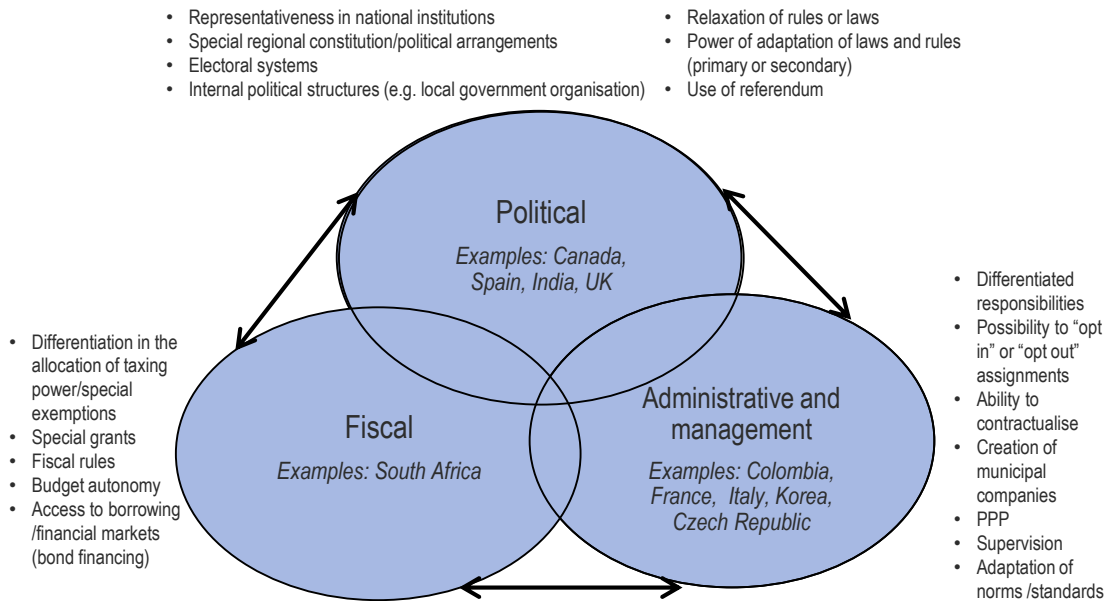 • Representativeness in national institutions
• Special regional constitution/political arrangements
• Electoral systems
• Internal political structures (e.g. local government organisation)
• Relaxation of rules or laws
• Power of adaptation of laws and rules
(primary or secondary)
• Use of referendum
Political
Examples: Canada,
Spain, India, UK
• Differentiation in the
allocation of taxing
power/special
exemptions
• Special grants
• Fiscal rules
• Budget autonomy
• Access to borrowing
/financial markets
(bond financing)
Fiscal
Examples: South Africa
Administrative and
management
Examples: Colombia,
France, Italy, Korea,
Czech Republic
• Differentiated
responsibilities
• Possibility to “opt
in” or “opt out”
assignments
• Ability to
contractualise
• Creation of
municipal
companies
• PPP
• Supervision
• Adaptation of
norms /standards